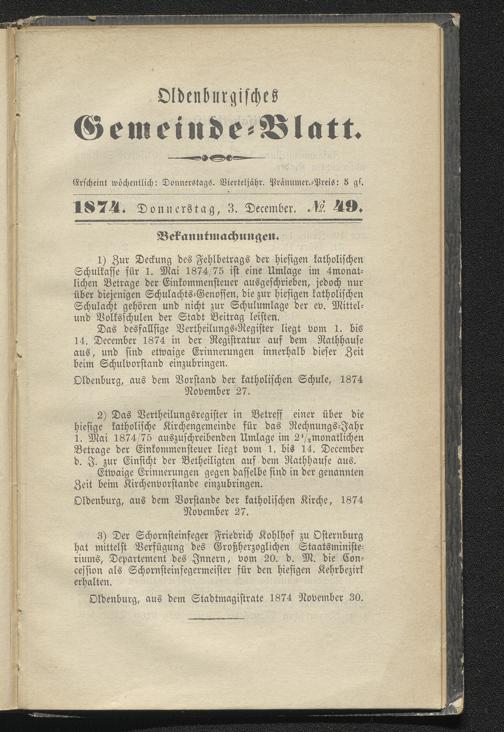 Oldenburgisches
Gemeinde-Blatt.
Erscheint wöchentlich: Donnerstags. Vierteljähr. Pränumer.-Preis: 5 gf.
1874. Donnerstag, 3. December. № 49.
Bekanntmachungen.
1) Zur Deckung des Fehlbetrags der hiesigen katholischen
Schulkasse für 1. Mai 1874/75 ist eine Umlage im 4monat-
lichen Betrage der Einkommensteuer ausgeschrieben, jedoch nur
über diejenigen Schulachts-Genossen, die zur hiesigen katholischen
Schulacht gehören und nicht zur Schulumlage der ev. Mittel-
und Volksschulen der Stadt Beitrag leisten.
Das desfallsige Vertheilungs-Register liegt vom 1. bis
14. December 1874 in der Registratur auf dem Rathhause
aus, und sind etwaige Erinnerungen innerhalb dieser Zeit
beim Schulvorstand einzubringen.
Oldenburg, aus dem Vorstand der katholischen Schule, 1874
November 27.
2) Das Vertheilungsregister in Betreff einer über die
hiesige katholische Kirchengemeinde für das Rechnungs-Jahr
1. Mai 1874/75 auszuschreibenden Umlage im 2¹/₂monatlichen
Betrage der Einkommensteuer liegt vom 1. bis 14. December
d. J. zur Einsicht der Betheiligten auf dem Rathhause aus.
Etwaige Erinnerungen gegen dasselbe sind in der genannten
Zeit beim Kirchenvorstande einzubringen.
Oldenburg, aus dem Vorstande der katholischen Kirche, 1874
November 27.
3) Der Schornsteinfeger Friedrich Kohlhof zu Osternburg
hat mittelst Verfügung des Großherzoglichen Staatsministe-
riums, Departement des Innern, vom 20. d. M. die Con-
cession als Schornsteinfegermeister für den hiesigen Kehrbezirk
erhalten.
Oldenburg, aus dem Stadtmagistrate 1874 November 30.